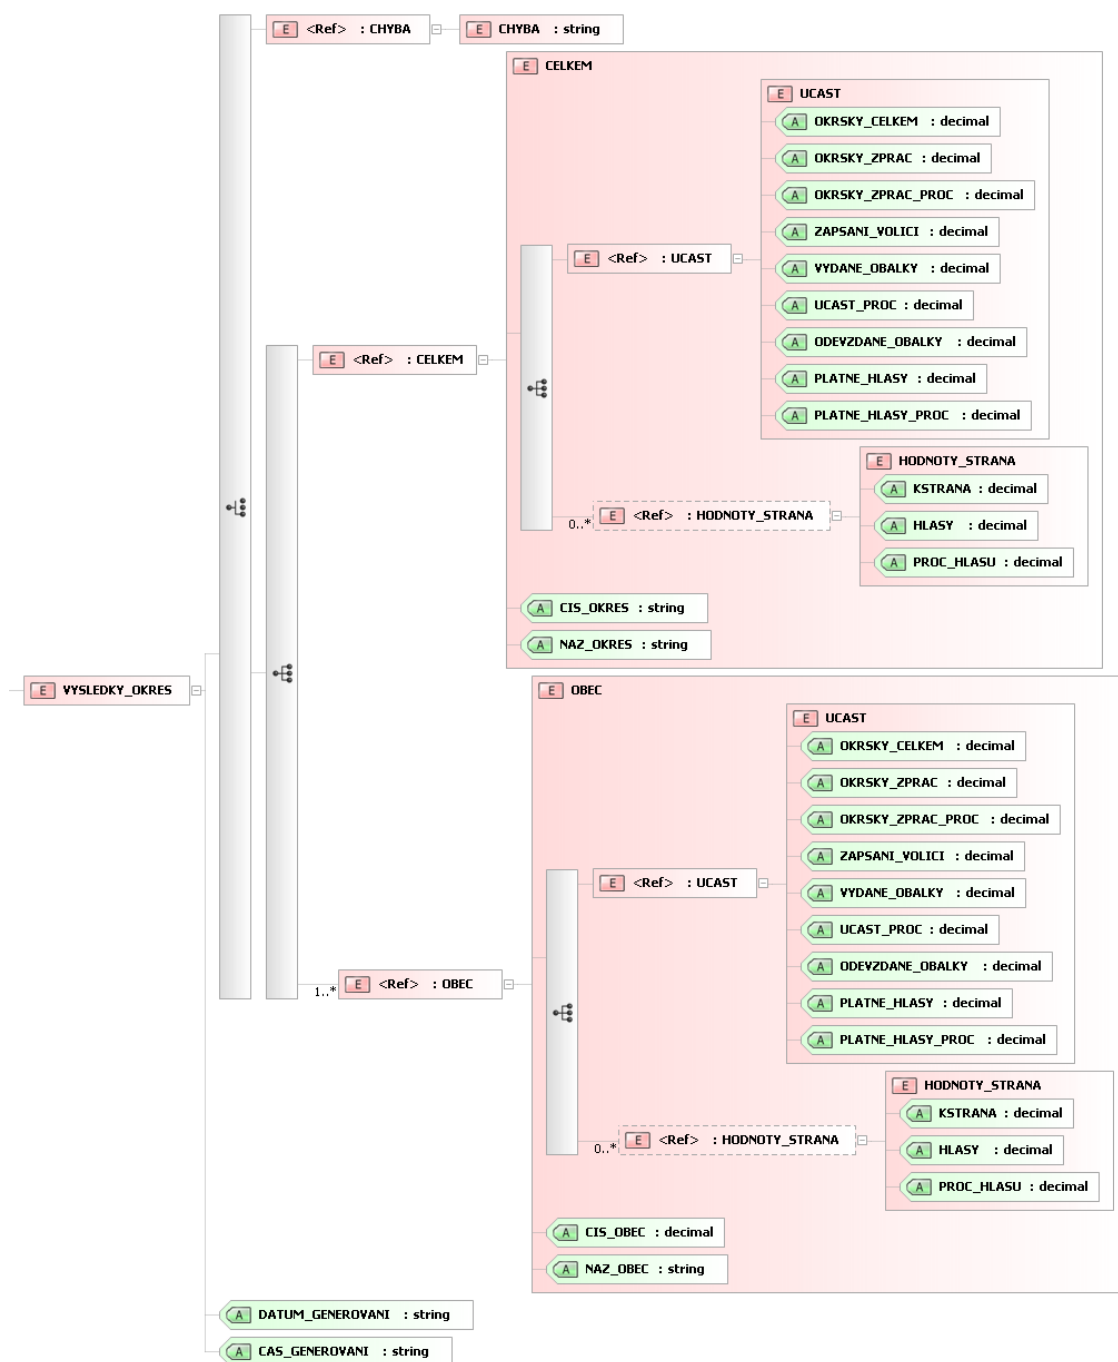 E <Ref> : CHYBA
E CHYBA : string
E CELKEM
E UCAST
A OKRSKY_CELKEM : decimal
A OKRSKY_ZPRAC : decimal
A OKRSKY_ZPRAC_PROC : decimal
A ZAPSANI_VOLICI : decimal
E <Ref> : UCAST
A VYDANE_OBALKY : decimal
A UCAST_PROC : decimal
A ODEVZDANE_OBALKY : decimal
E <Ref> : CELKEM
A PLATNE_HLASY : decimal
A PLATNE_HLASY_PROC : decimal
E HODNOTY_STRANA
A KSTRANA : decimal
0..* E <Ref> : HODNOTY_STRANA
A HLASY : decimal
A PROC_HLASU : decimal
A CIS_OKRES : string
A NAZ_OKRES : string
E VYSLEDKY_OKRES
E OBEC
E UCAST
A OKRSKY_CELKEM : decimal
A OKRSKY_ZPRAC : decimal
A OKRSKY_ZPRAC_PROC : decimal
A ZAPSANI_VOLICI : decimal
E <Ref> : UCAST
A VYDANE_OBALKY : decimal
A UCAST_PROC : decimal
A ODEVZDANE_OBALKY : decimal
1..* E <Ref> : OBEC
A PLATNE_HLASY : decimal
A PLATNE_HLASY_PROC : decimal
E HODNOTY_STRANA
A KSTRANA : decimal
0..* E <Ref> : HODNOTY_STRANA
A HLASY : decimal
A PROC_HLASU : decimal
A CIS_OBEC : decimal
A NAZ_OBEC : string
A DATUM_GENEROVANI : string
A CAS_GENEROVANI : string